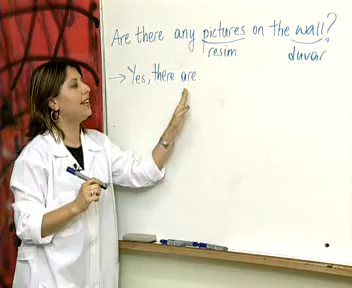 Are there any pictures on the wall?
resim duvar
→ Yes, there are.